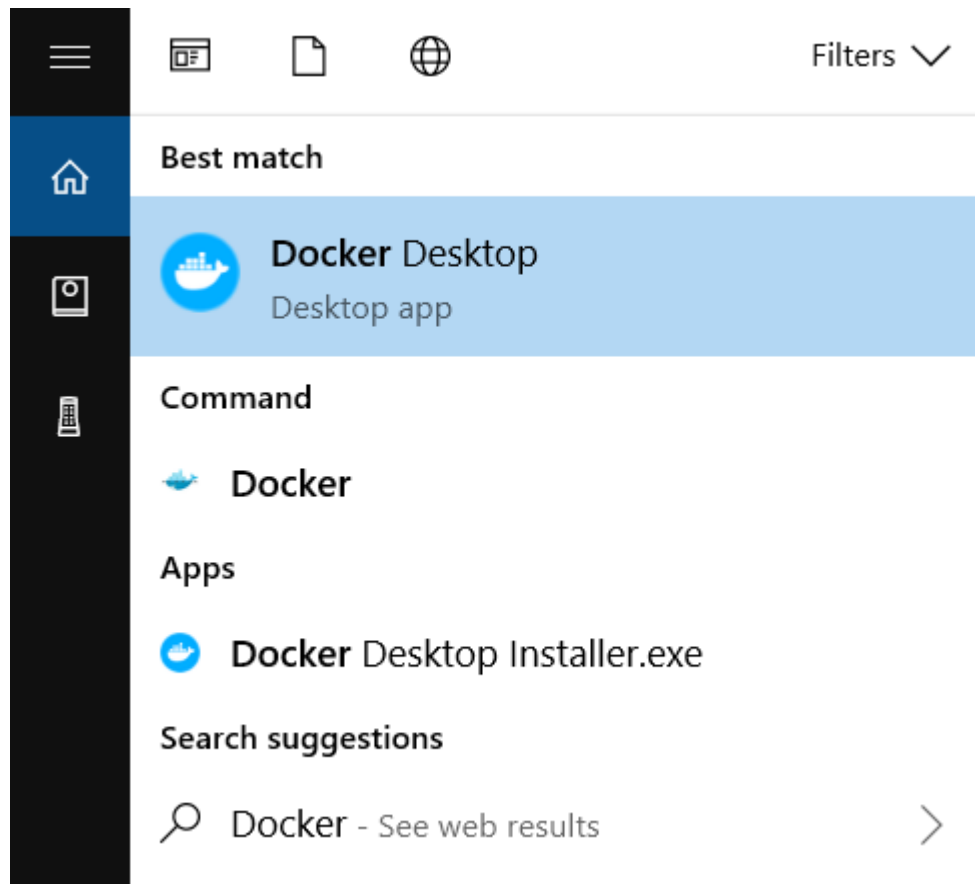 Filters
Best match
Docker Desktop
Desktop app
Command
Docker
Apps
Docker Desktop Installer.exe
Search suggestions
Docker - See web results